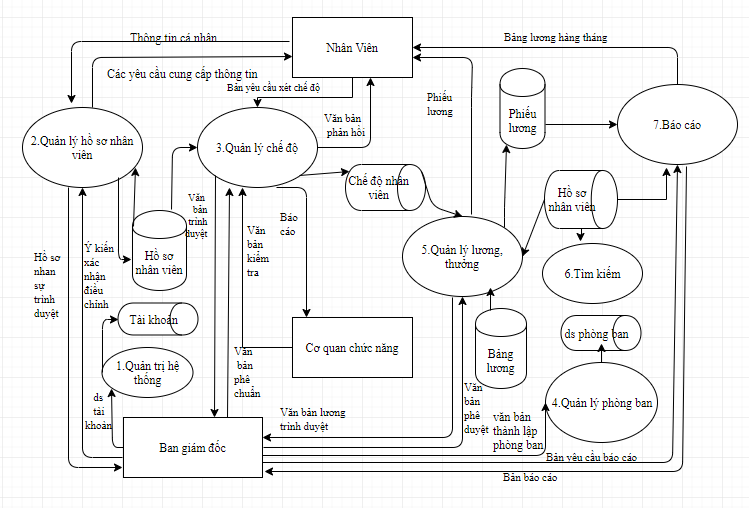 Thông tin cá nhân
Nhân Viên
Bảng lương hàng tháng
Các yêu cầu cung cấp thông tin
Bản yêu cầu xét chế độ
Phiếu
lương
Văn bản
phản hồi
Phiếu
lương
7.Báo cáo
2.Quản lý hồ sơ nhân
viên
3.Quản lý chế độ
Chế độ nhân
viên
Hồ sơ
nhân viên
Văn
bản
trình
duyệt
Văn
bản
kiểm
tra
Báo
cáo
Hồ sơ
nhân viên
Hồ sơ
nhan
sự trình
duyệt
Ý kiến
xác
nhận
điều
chỉnh
5.Quản lý lương,
thưởng
6.Tìm kiếm
Tài khoản
Cơ quan chức năng
Bảng
lương
ds phòng ban
1.Quản trị hệ
thống
Văn
bản
phê
chuẩn
ds
tài
khoản
Văn bản lương
trình duyệt
Văn
bản
phê
duyệt
văn bản
thành lập
phòng ban
4.Quản lý phòng ban
Ban giám đốc
Bản yêu cầu báo cáo
Bản báo cáo